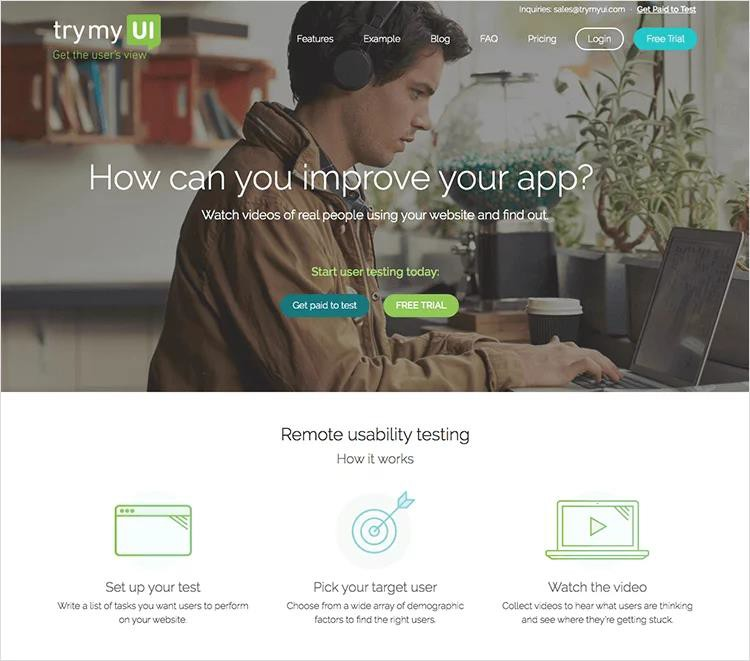 Inquiries: sales@trymyui.com · Get Paid to Test
trymyUI
Get the user's view
Features Example Blog FAQ Pricing Login Free Trial
How can you improve your app?
Watch videos of real people using your website and find out.
Start user testing today:
Get paid to test FREE TRIAL
Remote usability testing
How it works
Set up your test
Write a list of tasks you want users to perform
on your website.
Pick your target user
Choose from a wide array of demographic
factors to find the right users.
Watch the video
Collect videos to hear what users are thinking
and see where they're getting stuck.